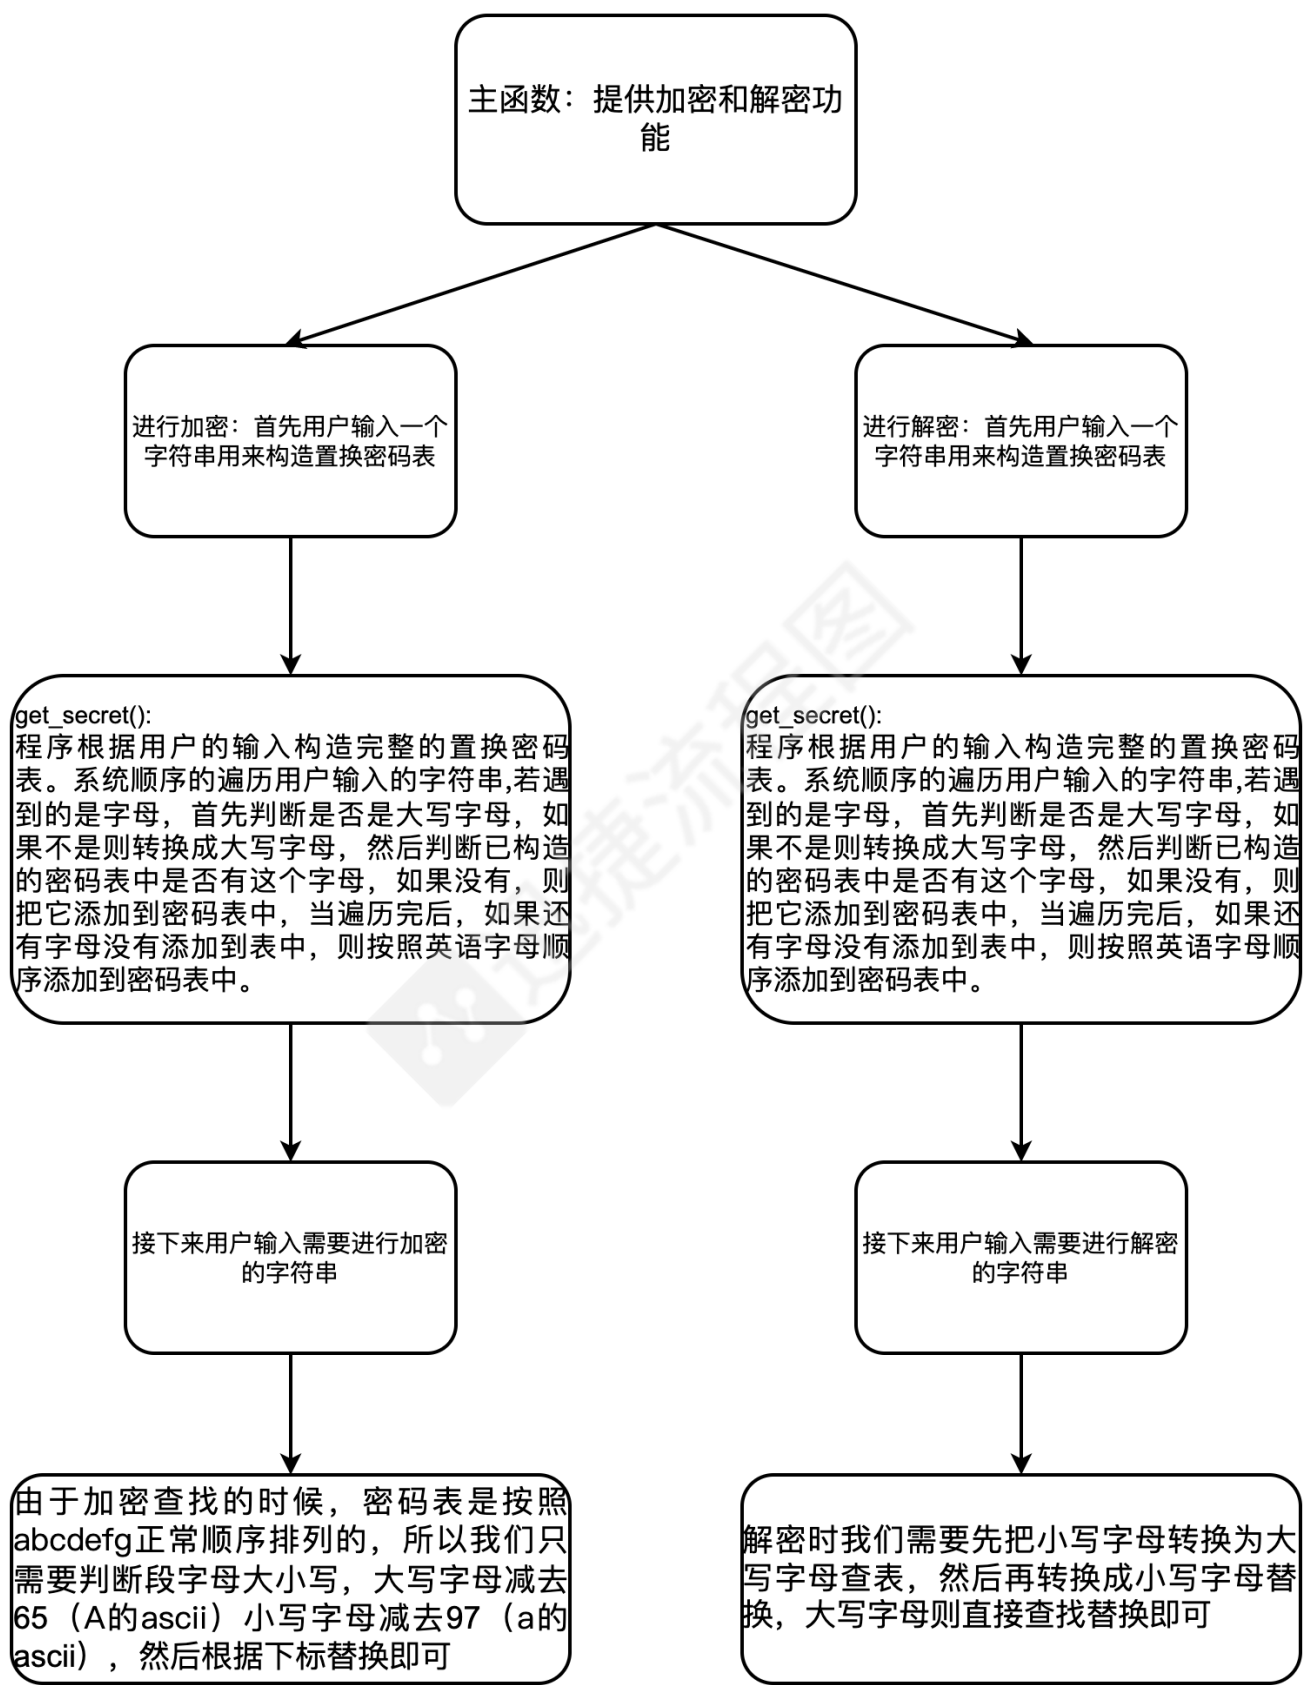 主函数：提供加密和解密功
能
进行加密：首先用户输入一个
字符串用来构造置换密码表
进行解密：首先用户输入一个
字符串用来构造置换密码表
get_secret():
程序根据用户的输入构造完整的置换密码
表。系统顺序的遍历用户输入的字符串,若遇
到的是字母，首先判断是否是大写字母，如
果不是则转换成大写字母，然后判断已构造
的密码表中是否有这个字母，如果没有，则
把它添加到密码表中，当遍历完后，如果还
有字母没有添加到表中，则按照英语字母顺
序添加到密码表中。
get_secret():
程序根据用户的输入构造完整的置换密码
表。系统顺序的遍历用户输入的字符串,若遇
到的是字母，首先判断是否是大写字母，如
果不是则转换成大写字母，然后判断已构造
的密码表中是否有这个字母，如果没有，则
把它添加到密码表中，当遍历完后，如果还
有字母没有添加到表中，则按照英语字母顺
序添加到密码表中。
迅捷流程图
接下来用户输入需要进行加密
的字符串
接下来用户输入需要进行解密
的字符串
由于加密查找的时候，密码表是按照
abcdefg正常顺序排列的，所以我们只
需要判断段字母大小写，大写字母减去
65（A的ascii）小写字母减去97（a的
ascii），然后根据下标替换即可
解密时我们需要先把小写字母转换为大
写字母查表，然后再转换成小写字母替
换，大写字母则直接查找替换即可